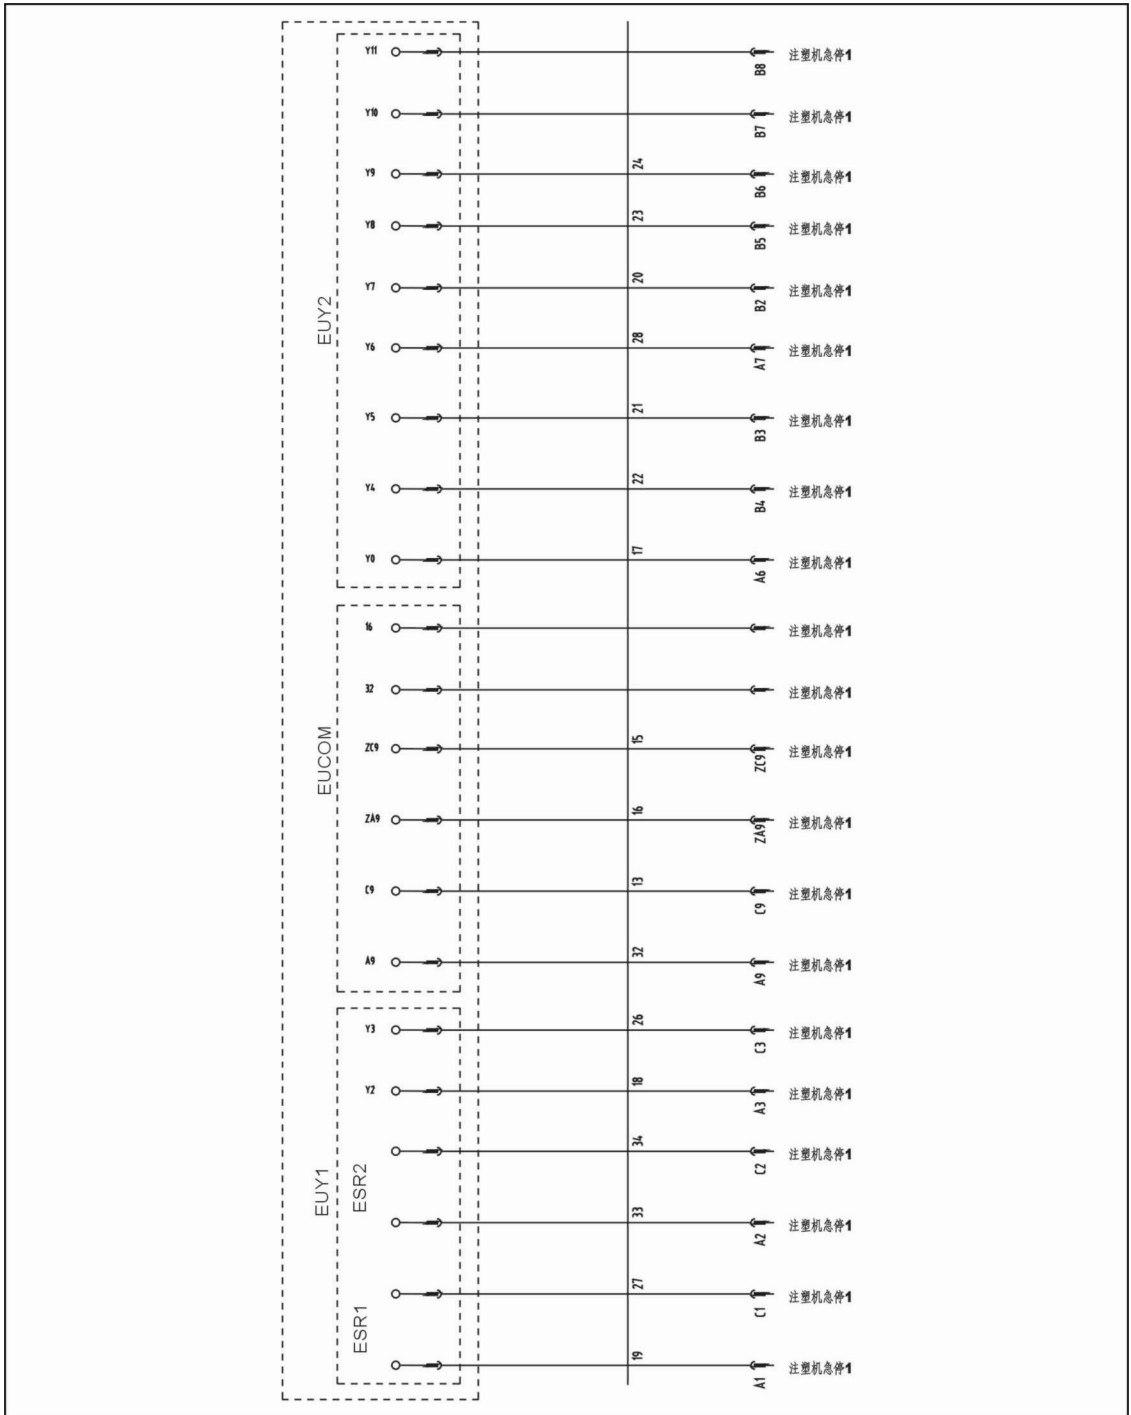 Y11 B8 注塑机急停1
Y10 B7 注塑机急停1
Y9 24 B6 注塑机急停1
Y8 23 B5 注塑机急停1
Y7 20 B2 注塑机急停1
EUY2
Y6 28 A7 注塑机急停1
Y5 21 B3 注塑机急停1
Y4 22 B4 注塑机急停1
Y0 17 A6 注塑机急停1
16 注塑机急停1
32 注塑机急停1
ZC9 15 ZC9 注塑机急停1
EUCOM
ZA9 16 ZA9 注塑机急停1
C9 13 C9 注塑机急停1
A9 32 A9 注塑机急停1
Y3 26 C3 注塑机急停1
Y2 18 A3 注塑机急停1
34 C2 注塑机急停1
EUY1
ESR2
33 A2 注塑机急停1
27 C1 注塑机急停1
ESR1
19 A1 注塑机急停1